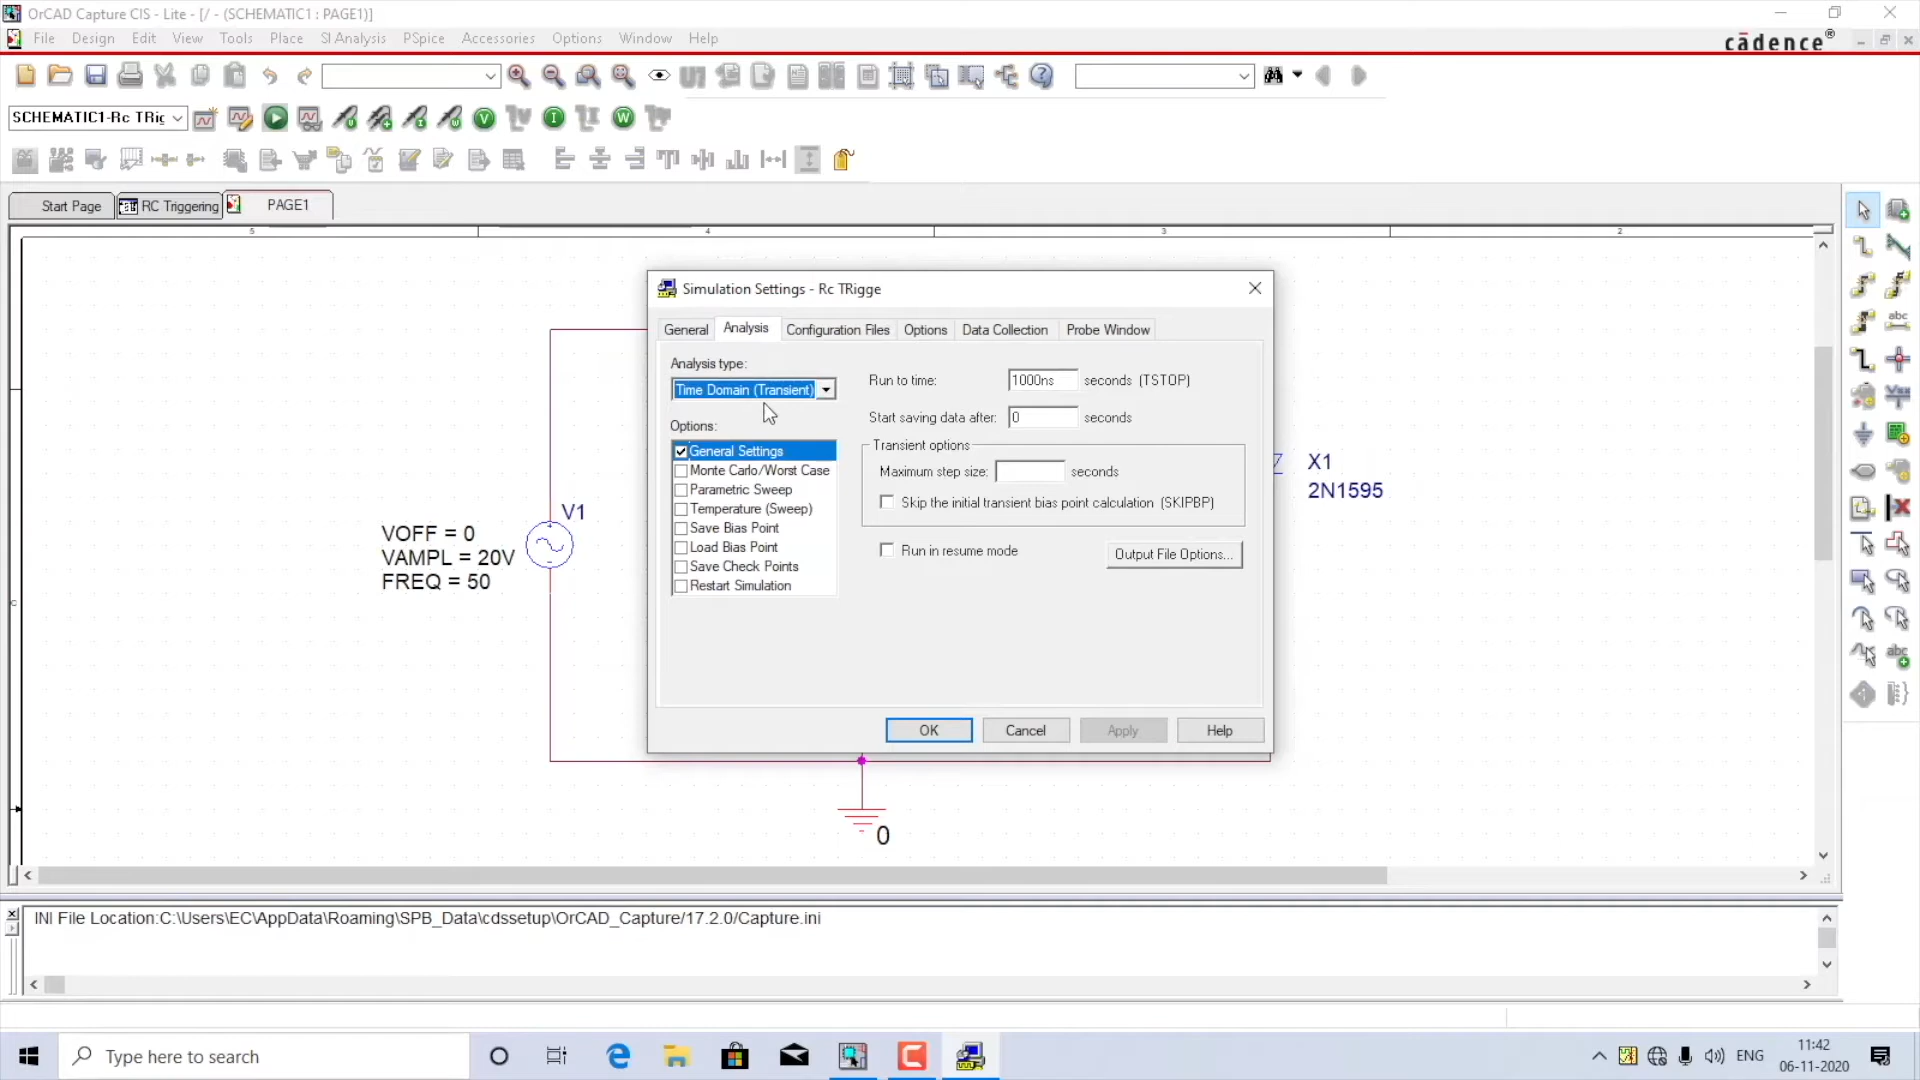 OrCAD Capture CIS - Lite - [/ - (SCHEMATIC1 : PAGE1)]
File Design Edit View Tools Place SI Analysis PSpice Accessories Options Window Help
cādence®
SCHEMATIC1-Rc TRig
Start Page RC Triggering PAGE1
5 4 3 2
Simulation Settings - Rc TRigge
General Analysis Configuration Files Options Data Collection Probe Window
Analysis type:
Time Domain (Transient)
Run to time: 1000ns seconds (TSTOP)
Start saving data after: 0 seconds
Options:
General Settings
Monte Carlo/Worst Case
Parametric Sweep
Temperature (Sweep)
Save Bias Point
Load Bias Point
Save Check Points
Restart Simulation
Transient options
Maximum step size: seconds
Skip the initial transient bias point calculation (SKIPBP)
Run in resume mode
Output File Options...
OK Cancel Apply Help
V1
VOFF = 0
VAMPL = 20V
FREQ = 50
X1
2N1595
0
INI File Location:C:\Users\EC\AppData\Roaming\SPB_Data\cdssetup\OrCAD_Capture/17.2.0/Capture.ini
Type here to search
ENG
11:42
06-11-2020